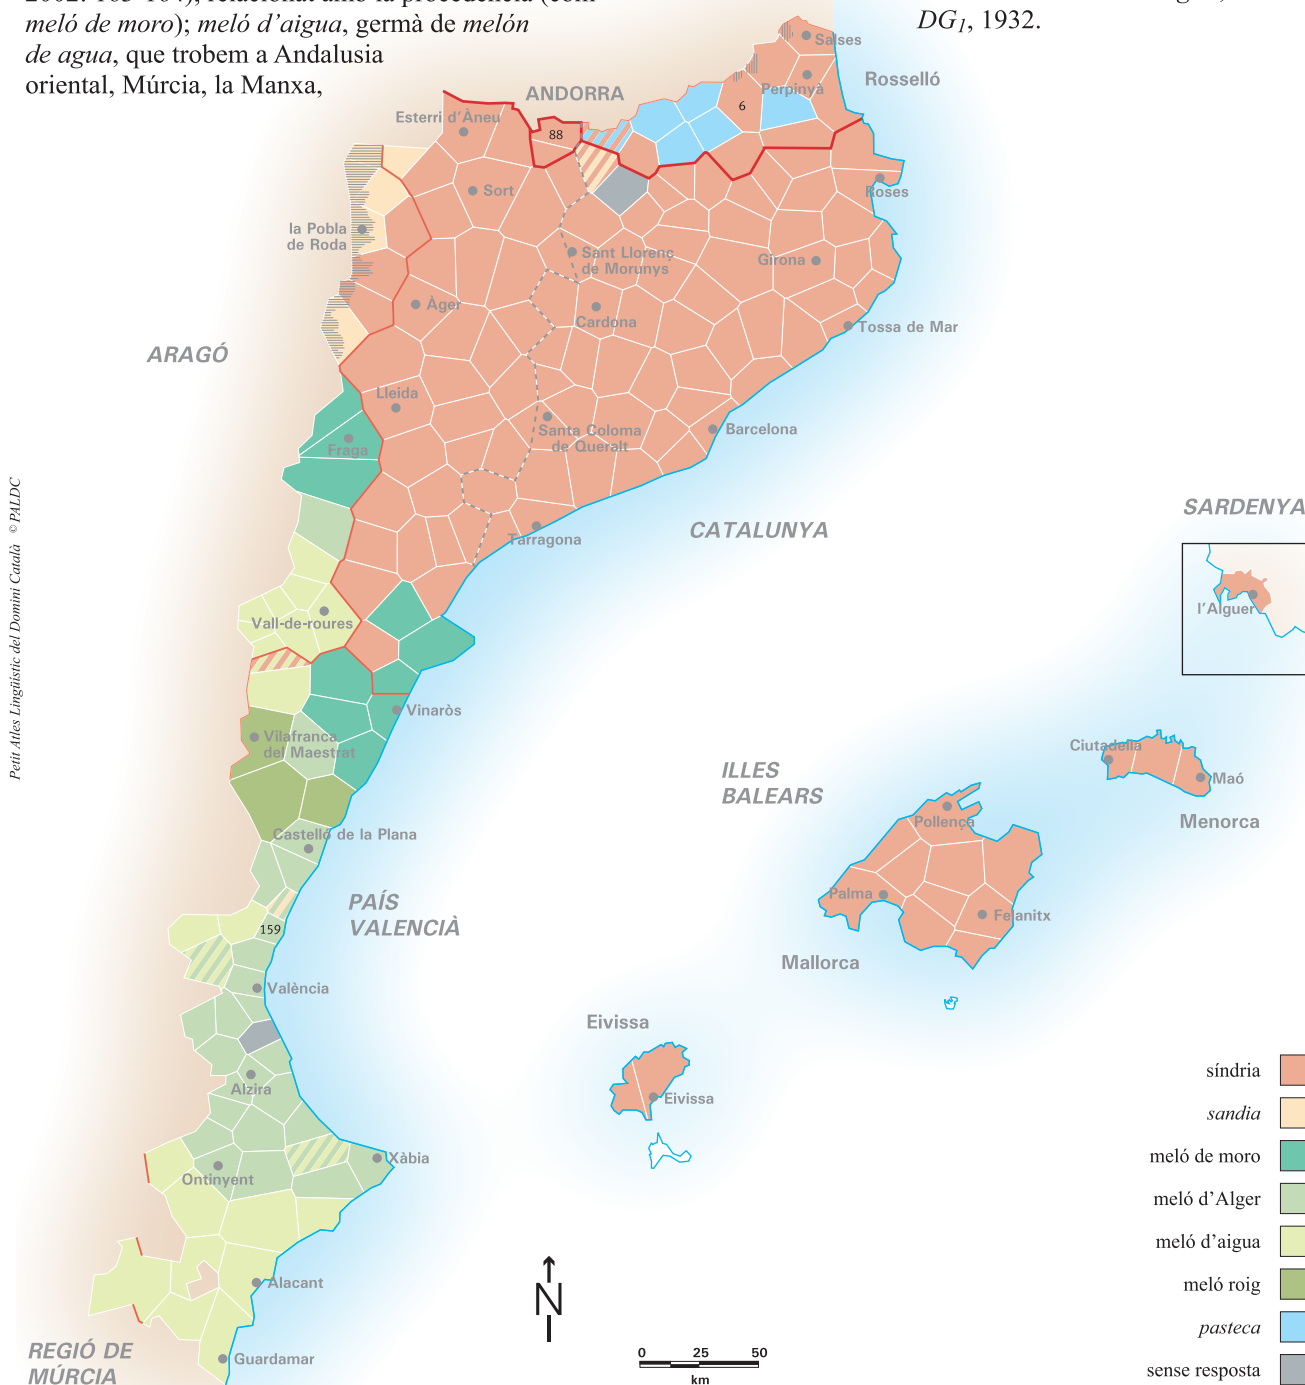 meló de moro); meló d’aigua, germà de melón
de agua, que trobem a Andalusia
oriental, Múrcia, la Manxa,
DG1, 1932.
Salses
Rosselló
Perpinyà
6
ANDORRA
Esterri d’Àneu
88
Sort
Roses
la Pobla
de Roda
Sant Llorenç
de Morunys
Girona
Àger
Cardona
Tossa de Mar
ARAGÓ
Lleida
Santa Coloma
de Queralt
Barcelona
Fraga
Petit Atles Lingüístic del Domini Català © PALDC
CATALUNYA
SARDENYA
Tarragona
l’Alguer
Vall-de-roures
Vinaròs
Vilafranca
del Maestrat
ILLES
BALEARS
Ciutadella
Maó
Menorca
Pollença
Castelló de la Plana
Palma
Felanitx
PAÍS
VALENCIÀ
159
Mallorca
València
Eivissa
Alzira
Eivissa
Xàbia
Ontinyent
Alacant
N
REGIÓ DE
MÚRCIA
Guardamar
0 25 50
km
síndria
sandia
meló de moro
meló d’Alger
meló d’aigua
meló roig
pasteca
sense resposta